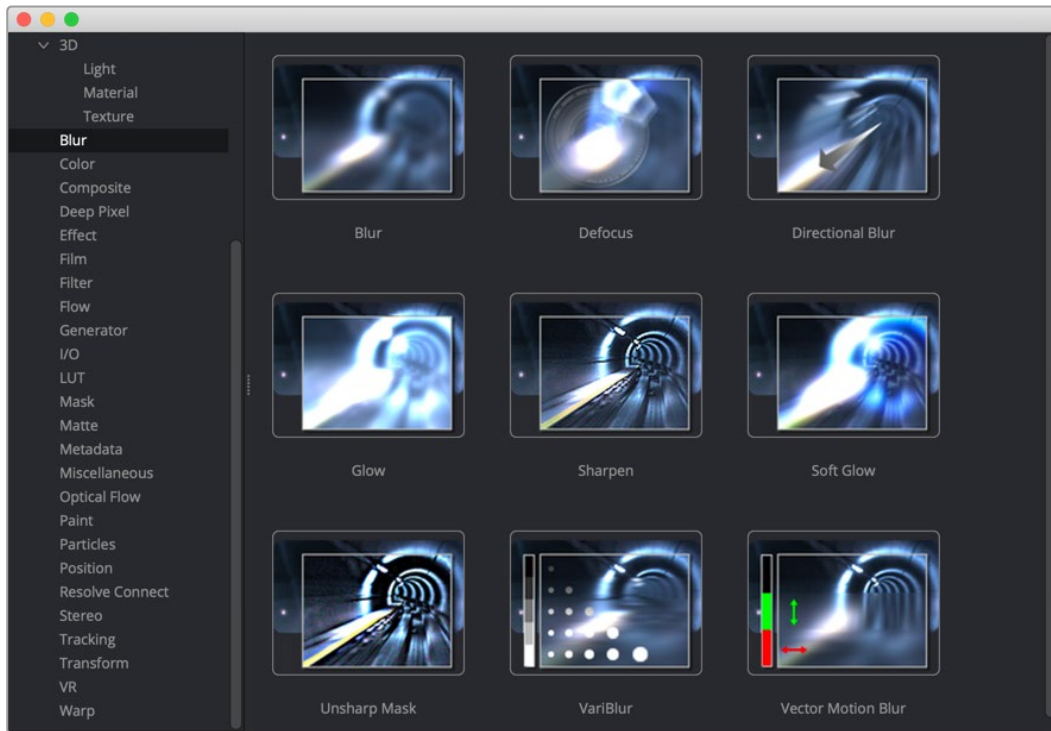 3D
Light
Material
Texture
Blur
Color
Composite
Deep Pixel
Effect
Film
Filter
Flow
Generator
I/O
LUT
Mask
Matte
Metadata
Miscellaneous
Optical Flow
Paint
Particles
Position
Resolve Connect
Stereo
Tracking
Transform
VR
Warp
Blur
Defocus
Directional Blur
Glow
Sharpen
Soft Glow
Unsharp Mask
VariBlur
Vector Motion Blur